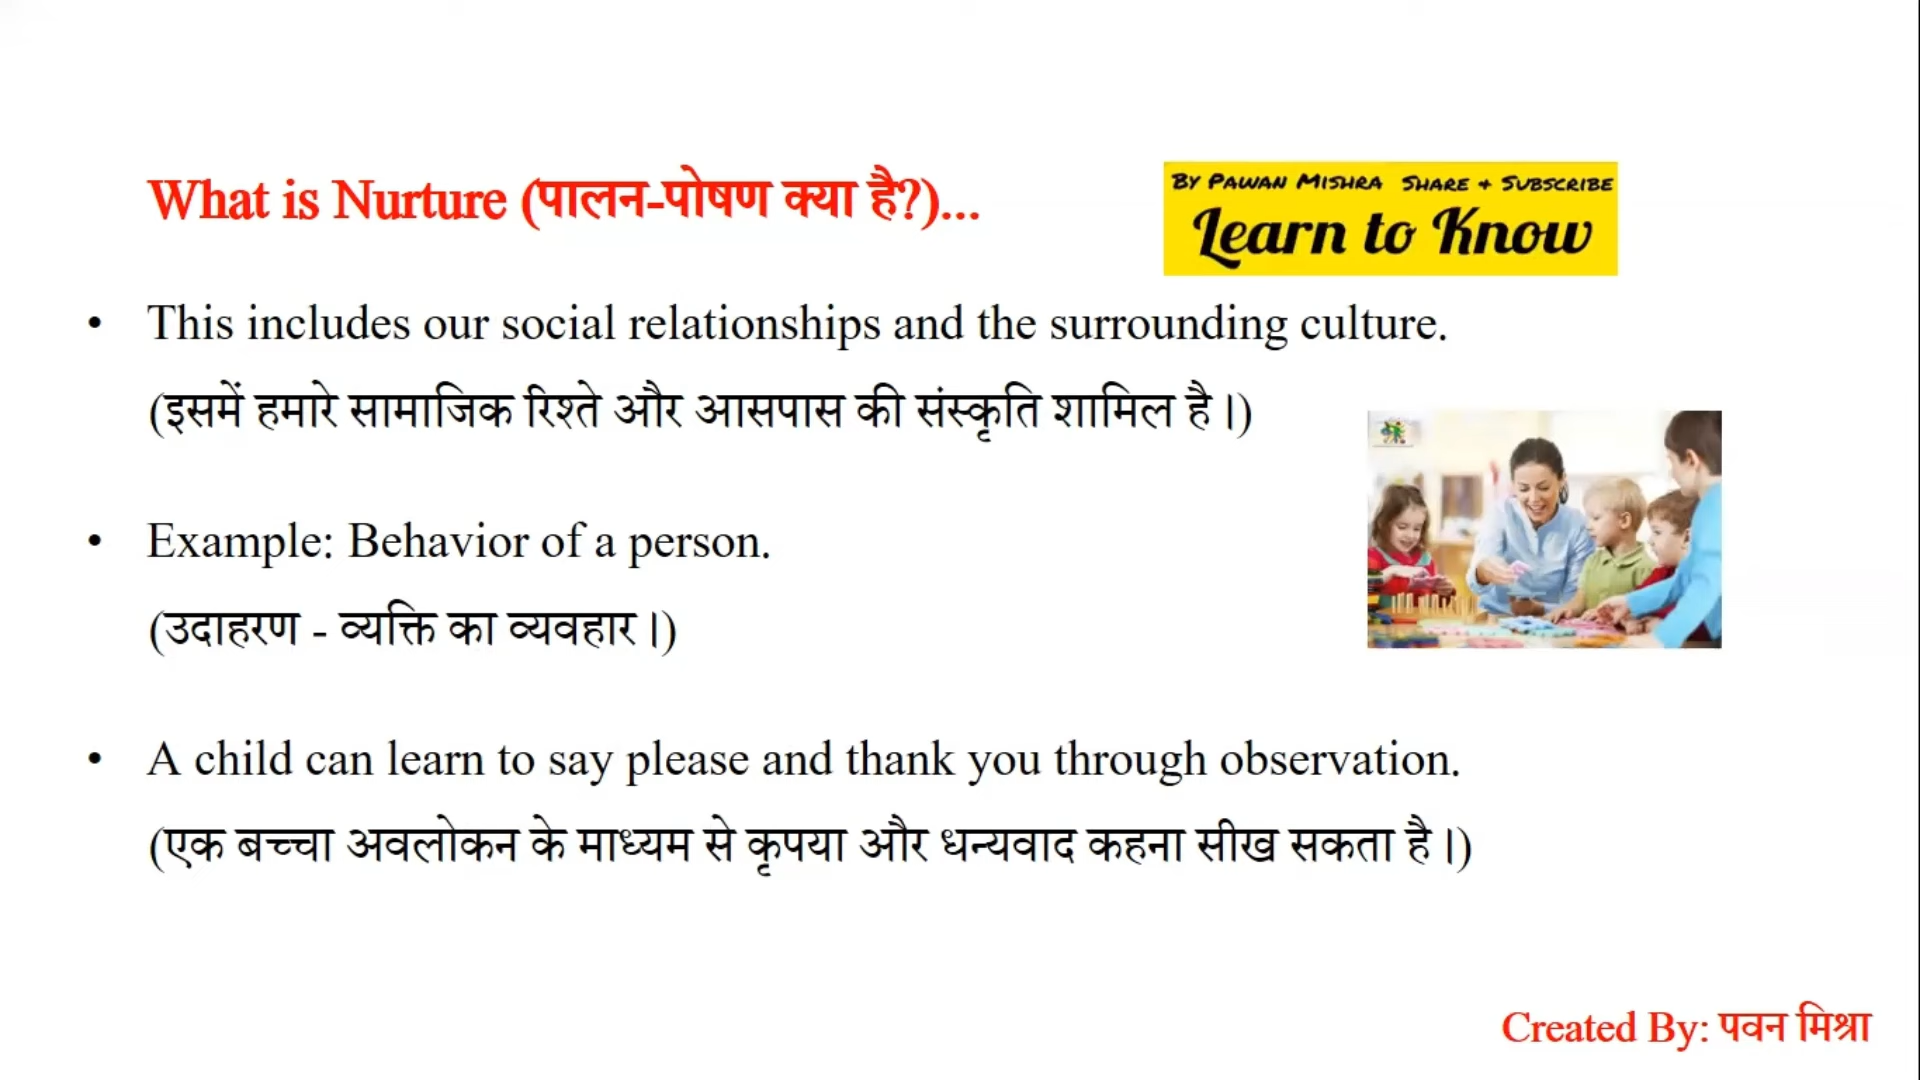 What is Nurture (पालन-पोषण क्या है?)...
By Pawan Mishra Share + Subscribe
Learn to Know
• This includes our social relationships and the surrounding culture.
(इसमें हमारे सामाजिक रिश्ते और आसपास की संस्कृति शामिल है।)
• Example: Behavior of a person.
(उदाहरण - व्यक्ति का व्यवहार।)
• A child can learn to say please and thank you through observation.
(एक बच्चा अवलोकन के माध्यम से कृपया और धन्यवाद कहना सीख सकता है।)
Created By: पवन मिश्रा